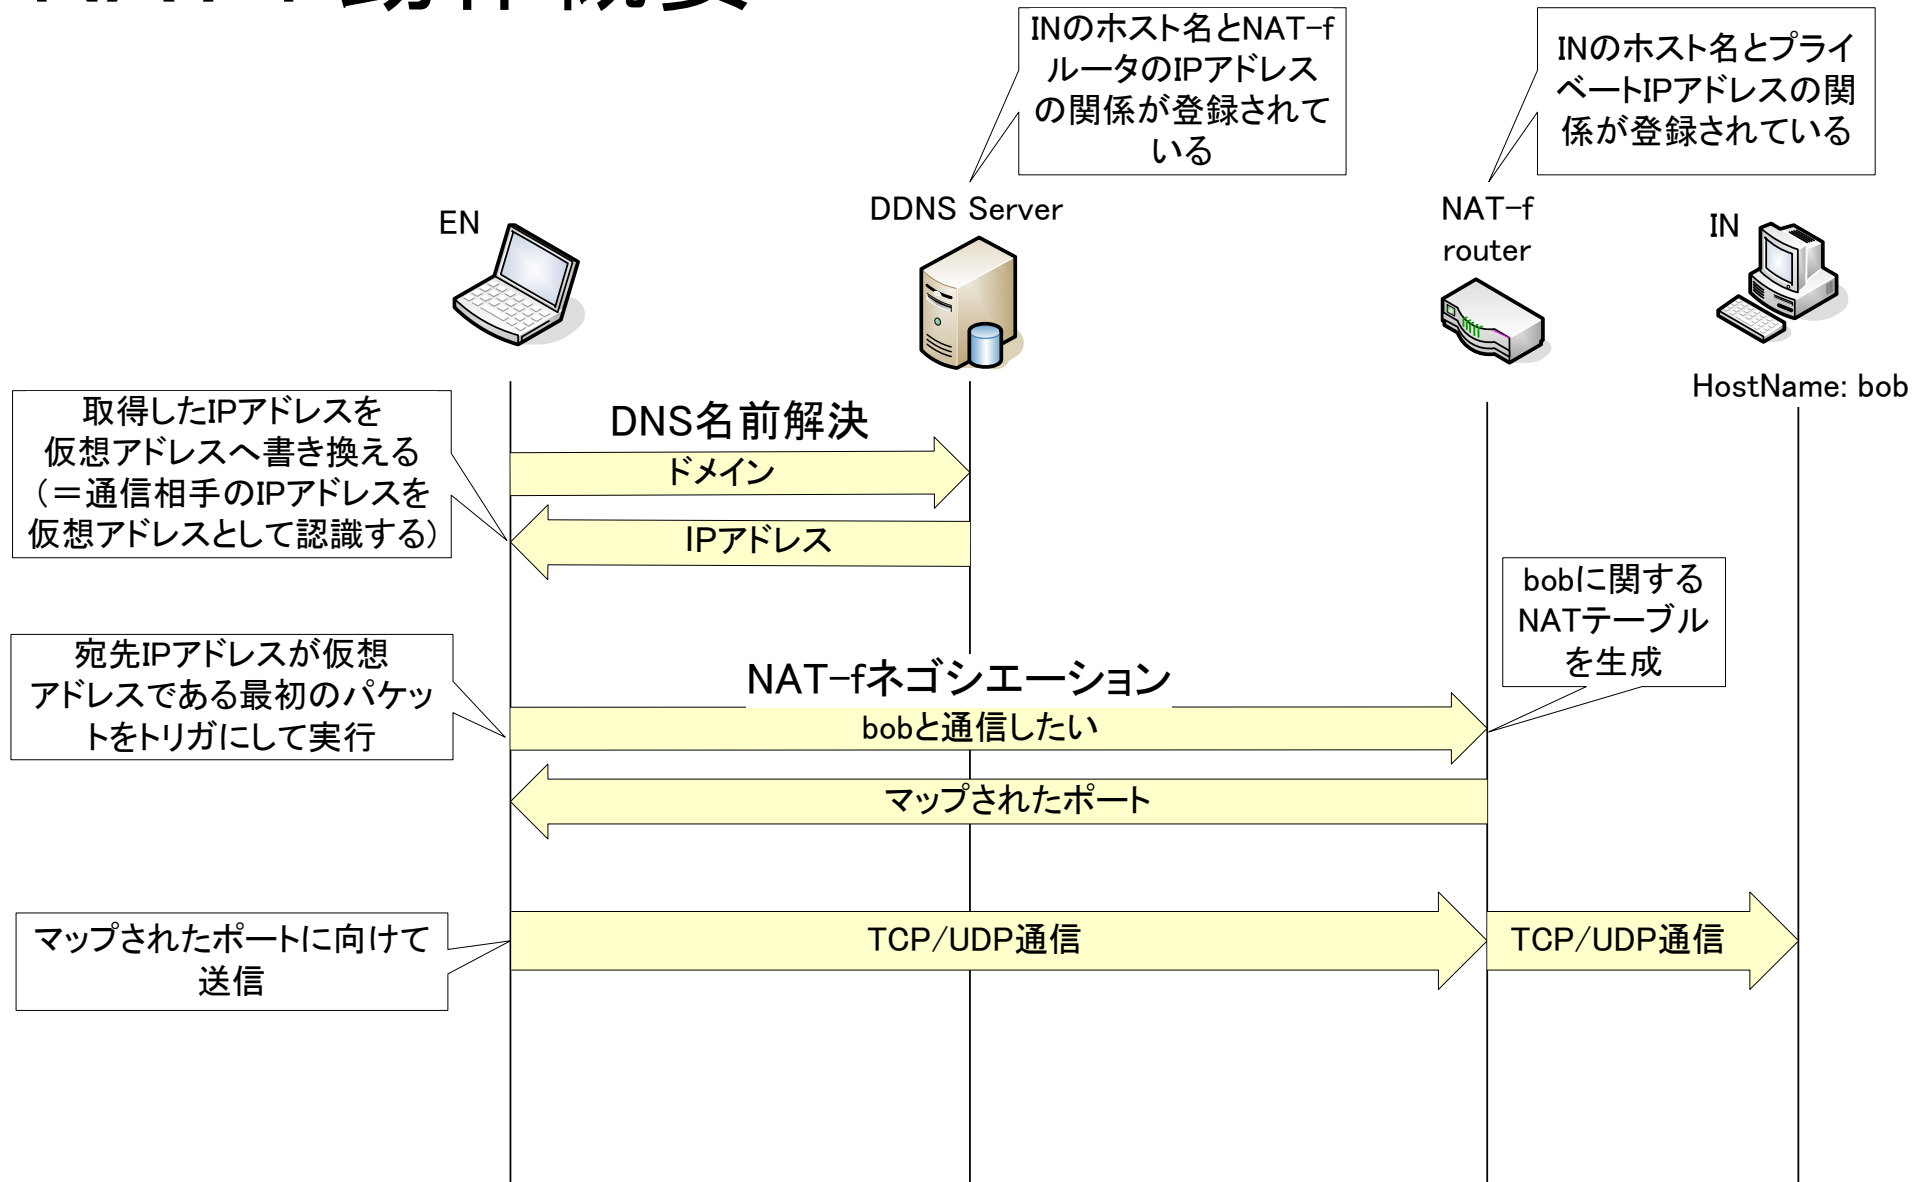 INのホスト名とNAT-f
ルータのIPアドレス
の関係が登録されて
いる
INのホスト名とプライ
ベートIPアドレスの関
係が登録されている
EN
DDNS Server
NAT-f
router
IN
HostName: bob
取得したIPアドレスを
仮想アドレスへ書き換える
（＝通信相手のIPアドレスを
仮想アドレスとして認識する）
DNS名前解決
ドメイン
IPアドレス
bobに関する
NATテーブル
を生成
宛先IPアドレスが仮想
アドレスである最初のパケッ
トをトリガにして実行
NAT-fネゴシエーション
bobと通信したい
マップされたポート
マップされたポートに向けて
送信
TCP/UDP通信
TCP/UDP通信